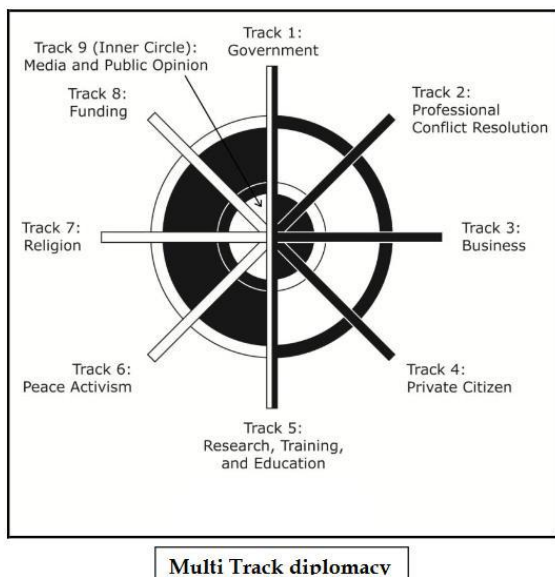 Track 1:
Government
Track 9 (Inner Circle):
Media and Public Opinion
Track 8:
Funding
Track 2:
Professional
Conflict Resolution
Track 7:
Religion
Track 3:
Business
Track 6:
Peace Activism
Track 4:
Private Citizen
Track 5:
Research, Training,
and Education
Multi Track diplomacy